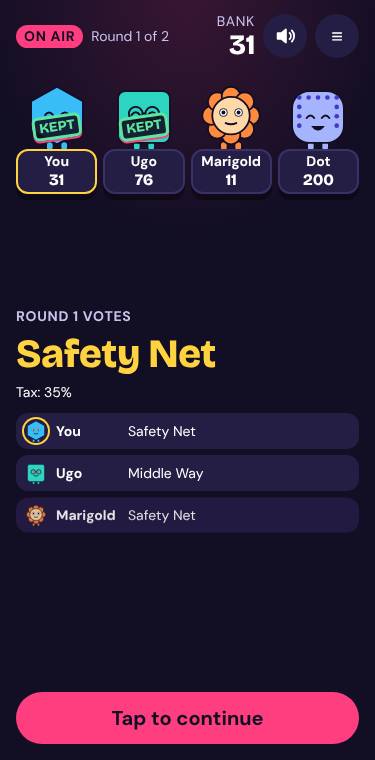 ON AIR Round 1 of 2
BANK
31
KEPT KEPT
You Ugo Marigold Dot
31 76 11 200
ROUND 1 VOTES
Safety Net
Tax: 35%
You Safety Net
Ugo Middle Way
Marigold Safety Net
Tap to continue